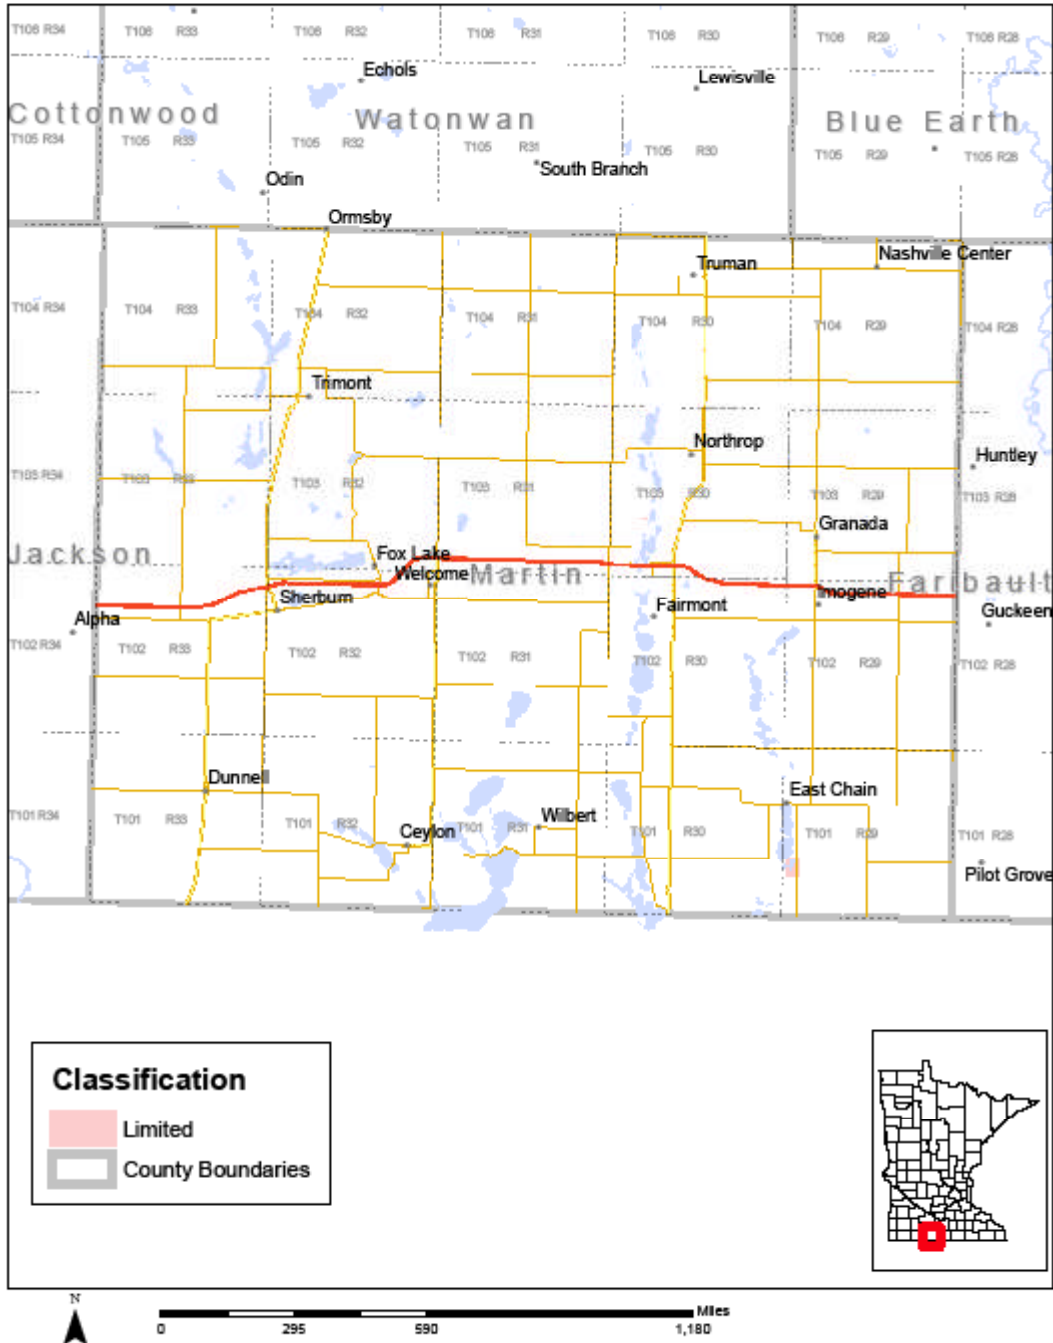 T106 R34 T106 R33 T106 R32 T106 R31 T106 R30 T106 R29 T106 R28
Echols
Lewisville
Cottonwood Watonwan Blue Earth
T105 R34 T105 R33 T105 R32 T105 R31 T105 R30 T105 R29 T105 R28
South Branch
Odin
Ormsby
Nashville Center
Truman
T104 R34 T104 R33 T104 R32 T104 R31 T104 R30 T104 R29 T104 R28
Trimont
Northrop
Huntley
T103 R34 T103 R33 T103 R32 T103 R31 T103 R30 T103 R29 T103 R28
Granada
Jackson Fox Lake
Welcome Martin Faribault
Sherburn Imogene
Alpha Fairmont Guckeen
T102 R34 T102 R33 T102 R32 T102 R31 T102 R30 T102 R29 T102 R28
Dunnell
East Chain
T101 R34 T101 R33 T101 R32 T101 R31 T101 R30 T101 R29 T101 R28
Wilbert
Ceylon
Pilot Grove
Classification
Limited
County Boundaries
N
Miles
0 295 590 1,180